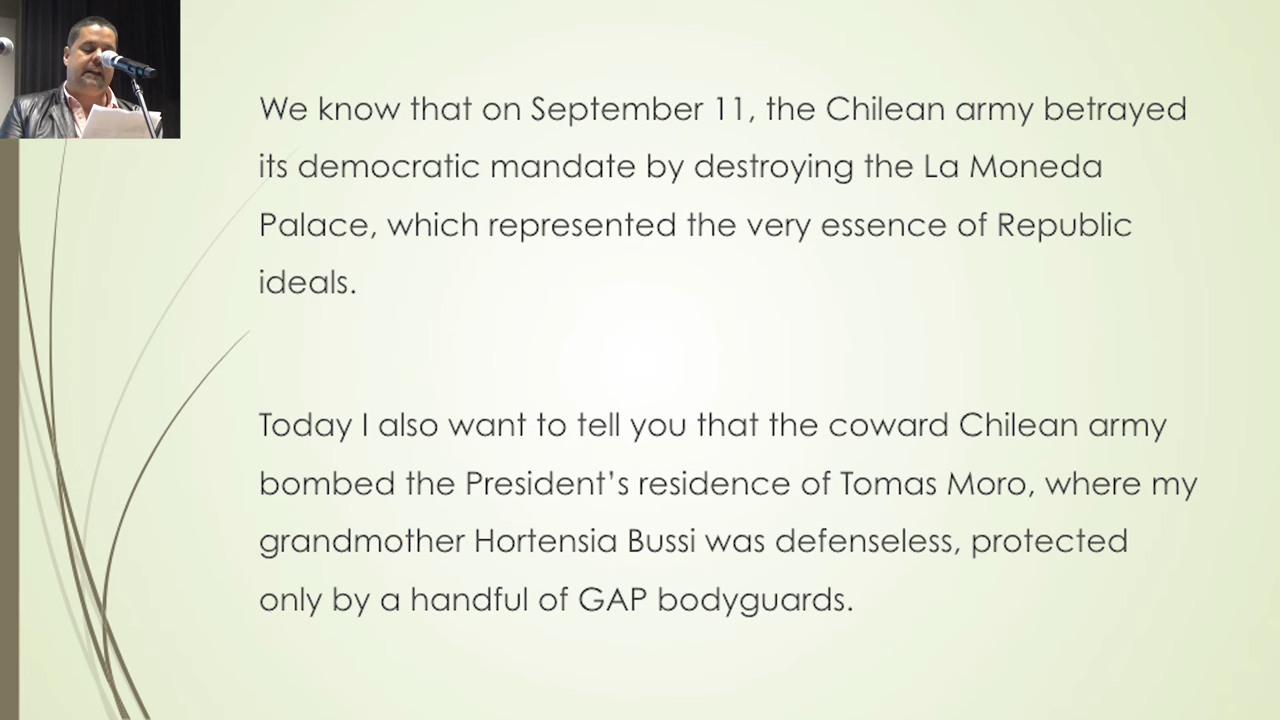 We know that on September 11, the Chilean army betrayed
its democratic mandate by destroying the La Moneda
Palace, which represented the very essence of Republic
ideals.
Today I also want to tell you that the coward Chilean army
bombed the President’s residence of Tomas Moro, where my
grandmother Hortensia Bussi was defenseless, protected
only by a handful of GAP bodyguards.